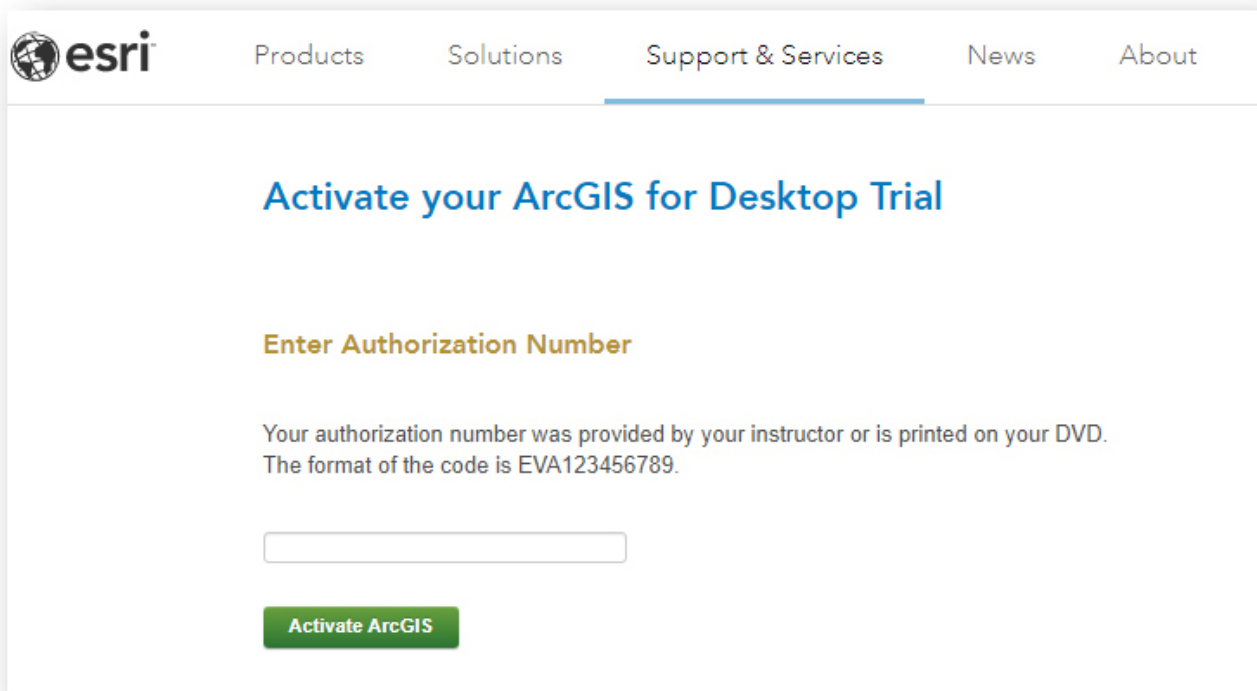 esri
Products Solutions Support & Services News About
Activate your ArcGIS for Desktop Trial
Enter Authorization Number
Your authorization number was provided by your instructor or is printed on your DVD.
The format of the code is EVA123456789.
Activate ArcGIS